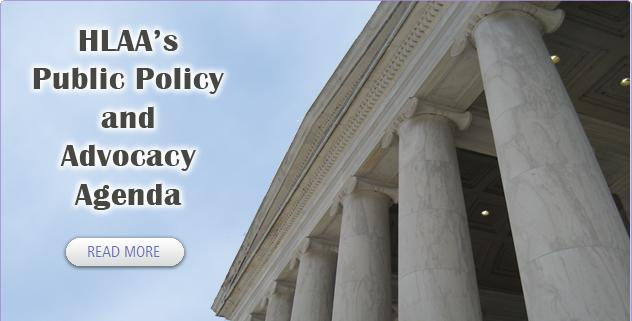 HLAA's
Public Policy
and
Advocacy
Agenda
READ MORE